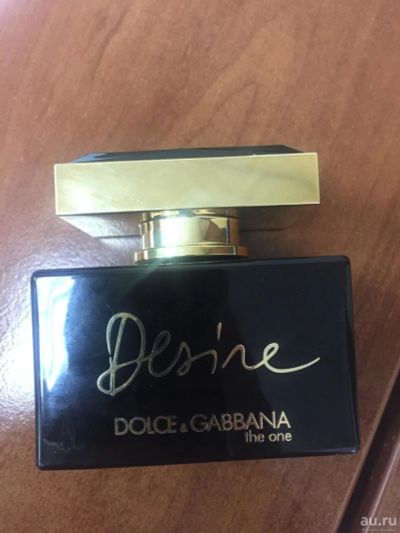 Desire
DOLCE & GABBANA
the one
au.ru